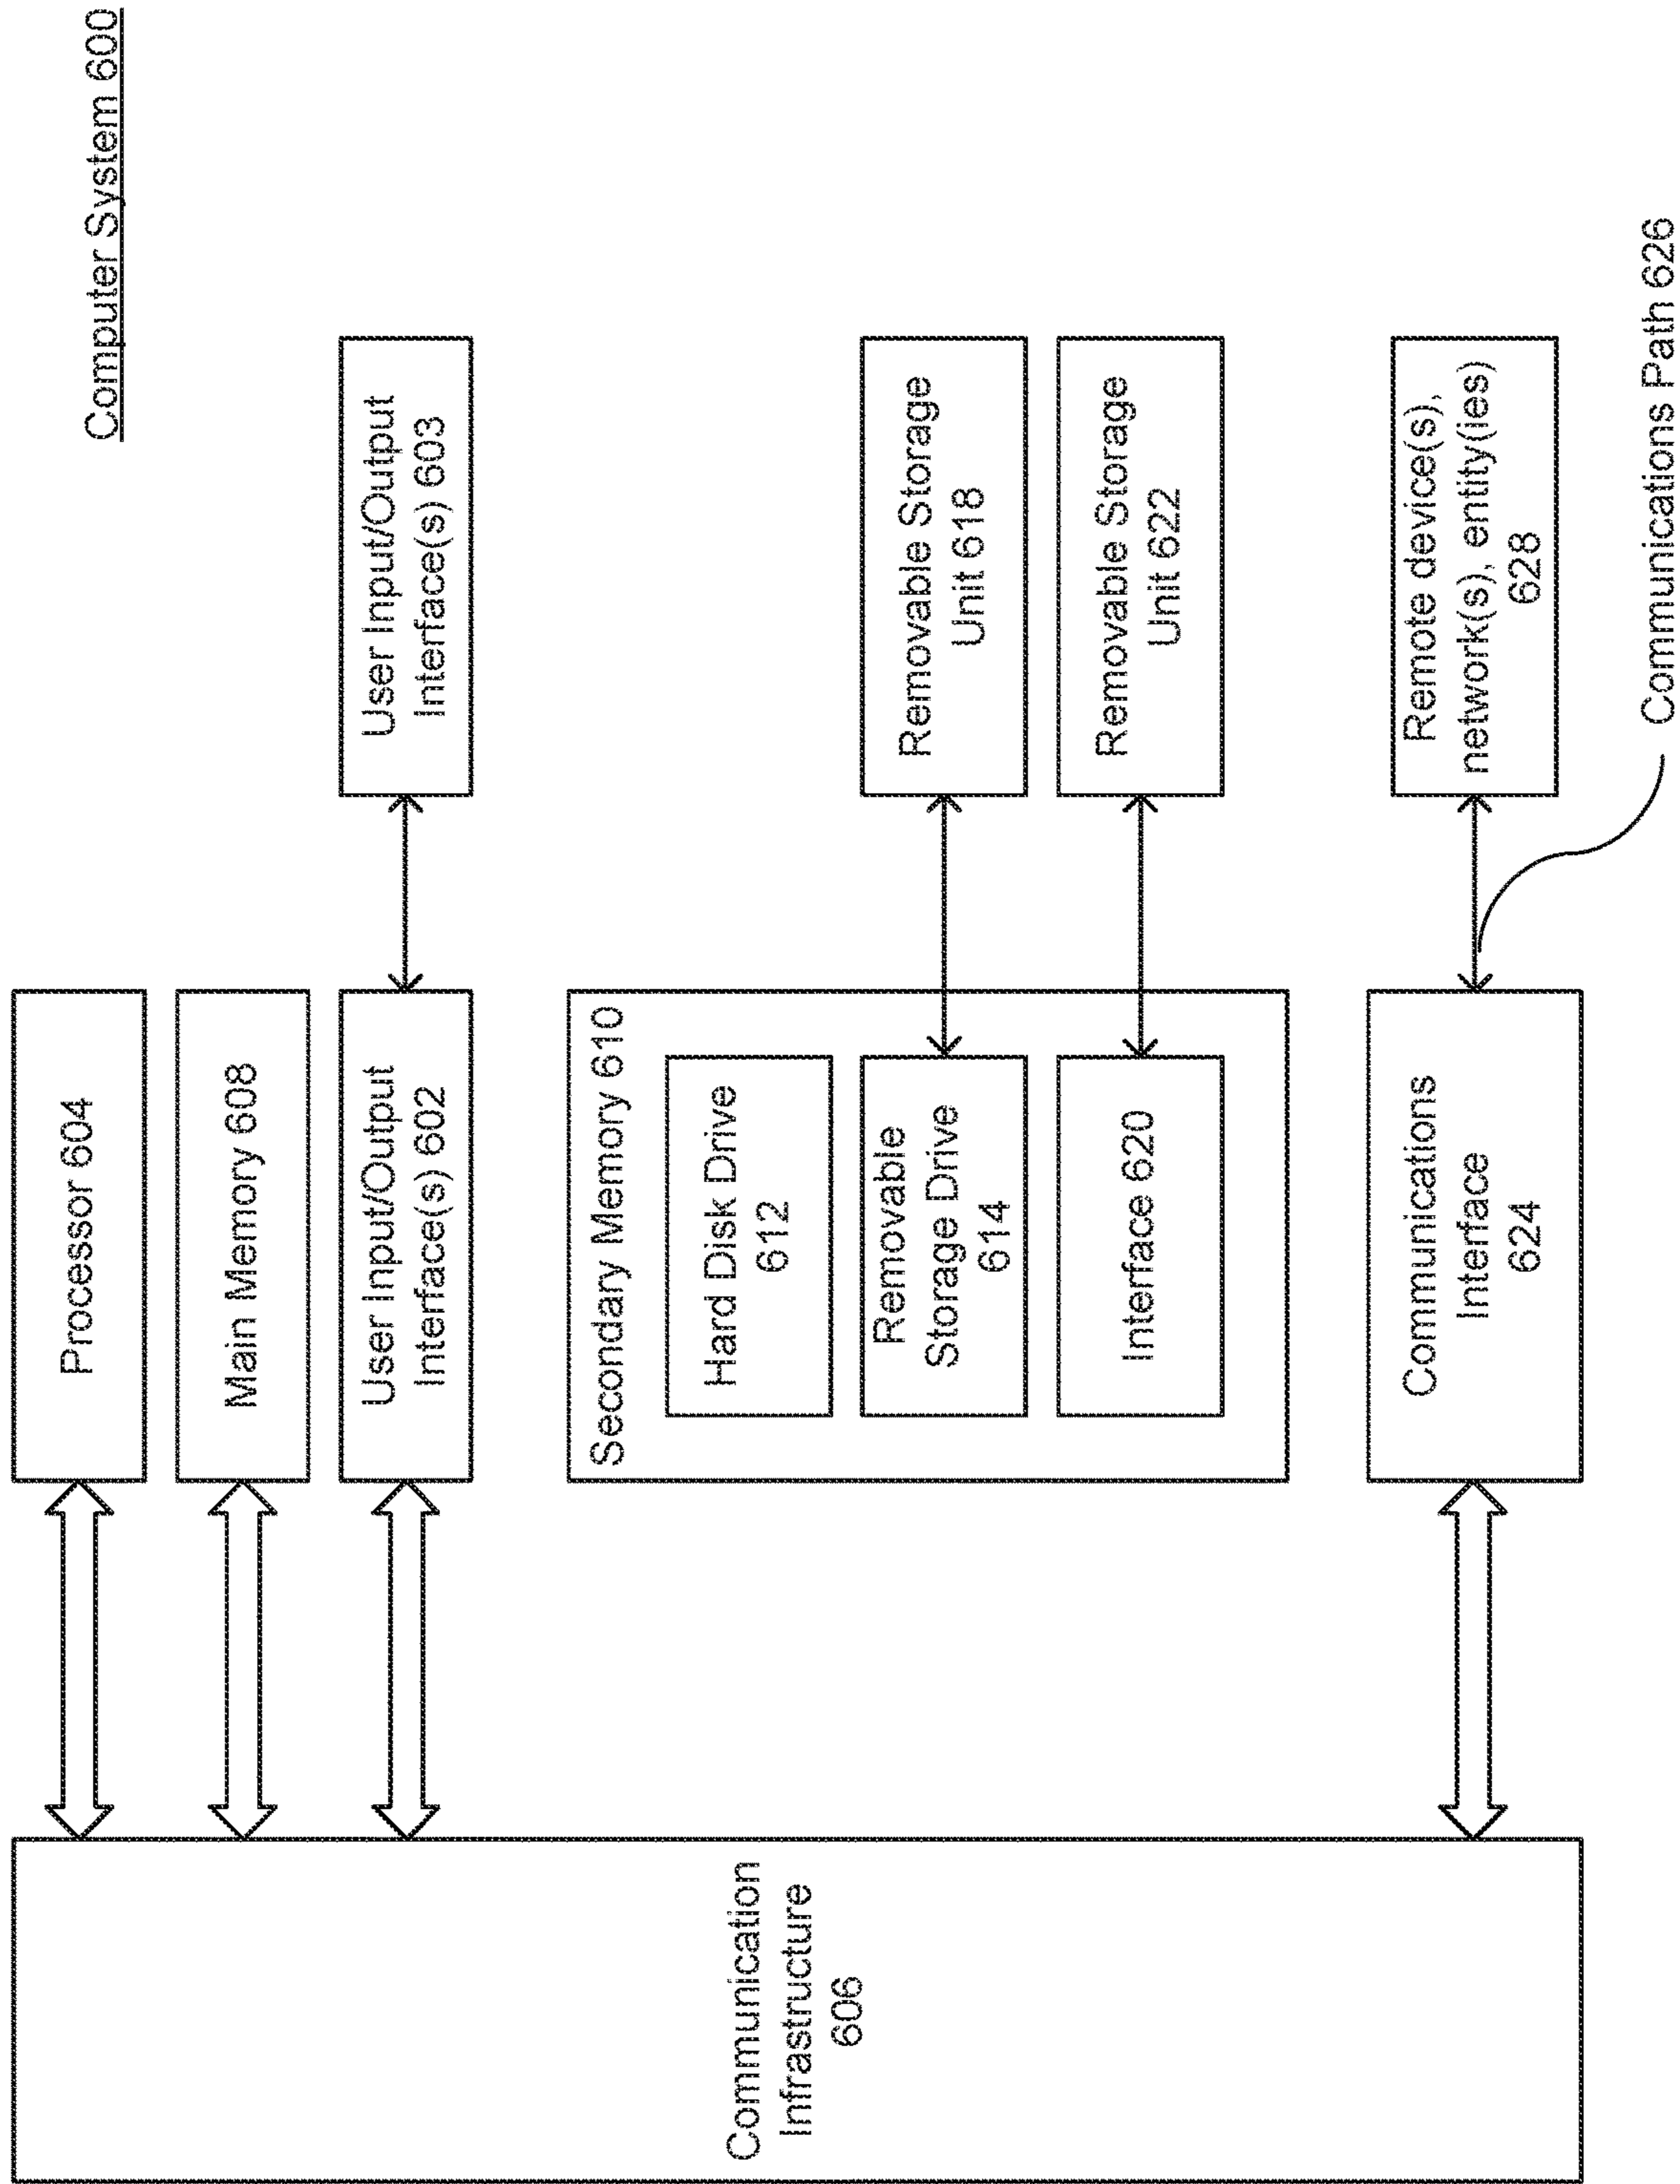 Computer System 600
Processor 604
Main Memory 608
User Input/Output
Interface(s) 602
User Input/Output
Interface(s) 603
Secondary Memory 610
Hard Disk Drive
612
Removable
Storage Drive
614
Removable Storage
Unit 618
Interface 620
Removable Storage
Unit 622
Communications
Interface
624
Remote device(s),
network(s), entity(ies)
628
Communications Path 626
Communication
Infrastructure
606